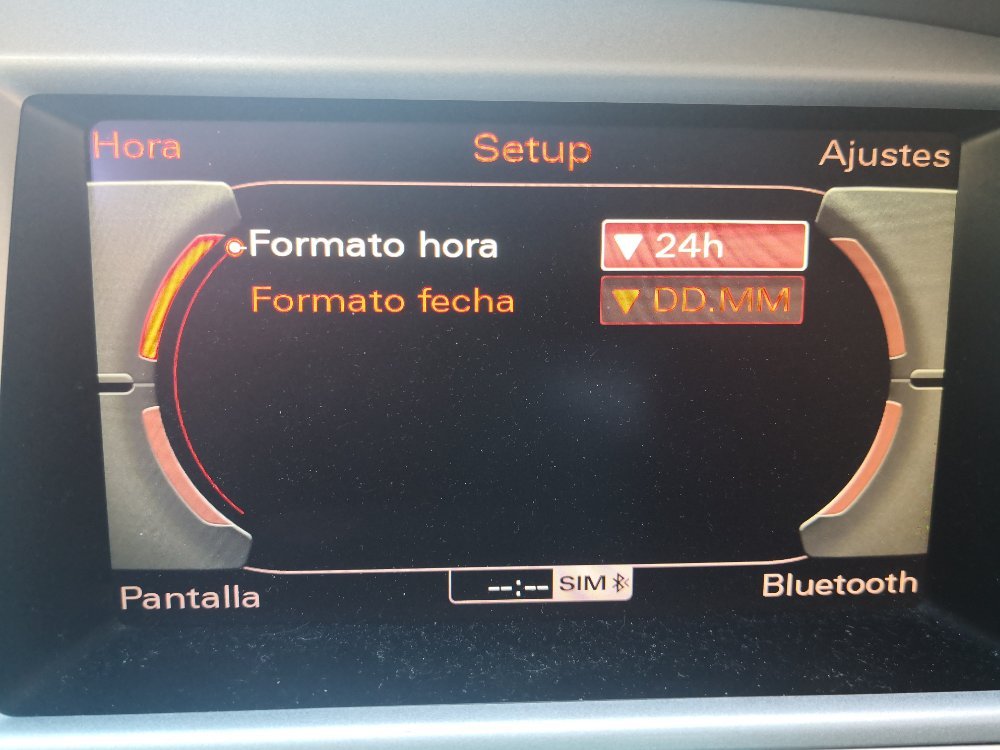 Hora Setup Ajustes
Formato hora 24h
Formato fecha DD.MM
Pantalla --:-- SIM Bluetooth